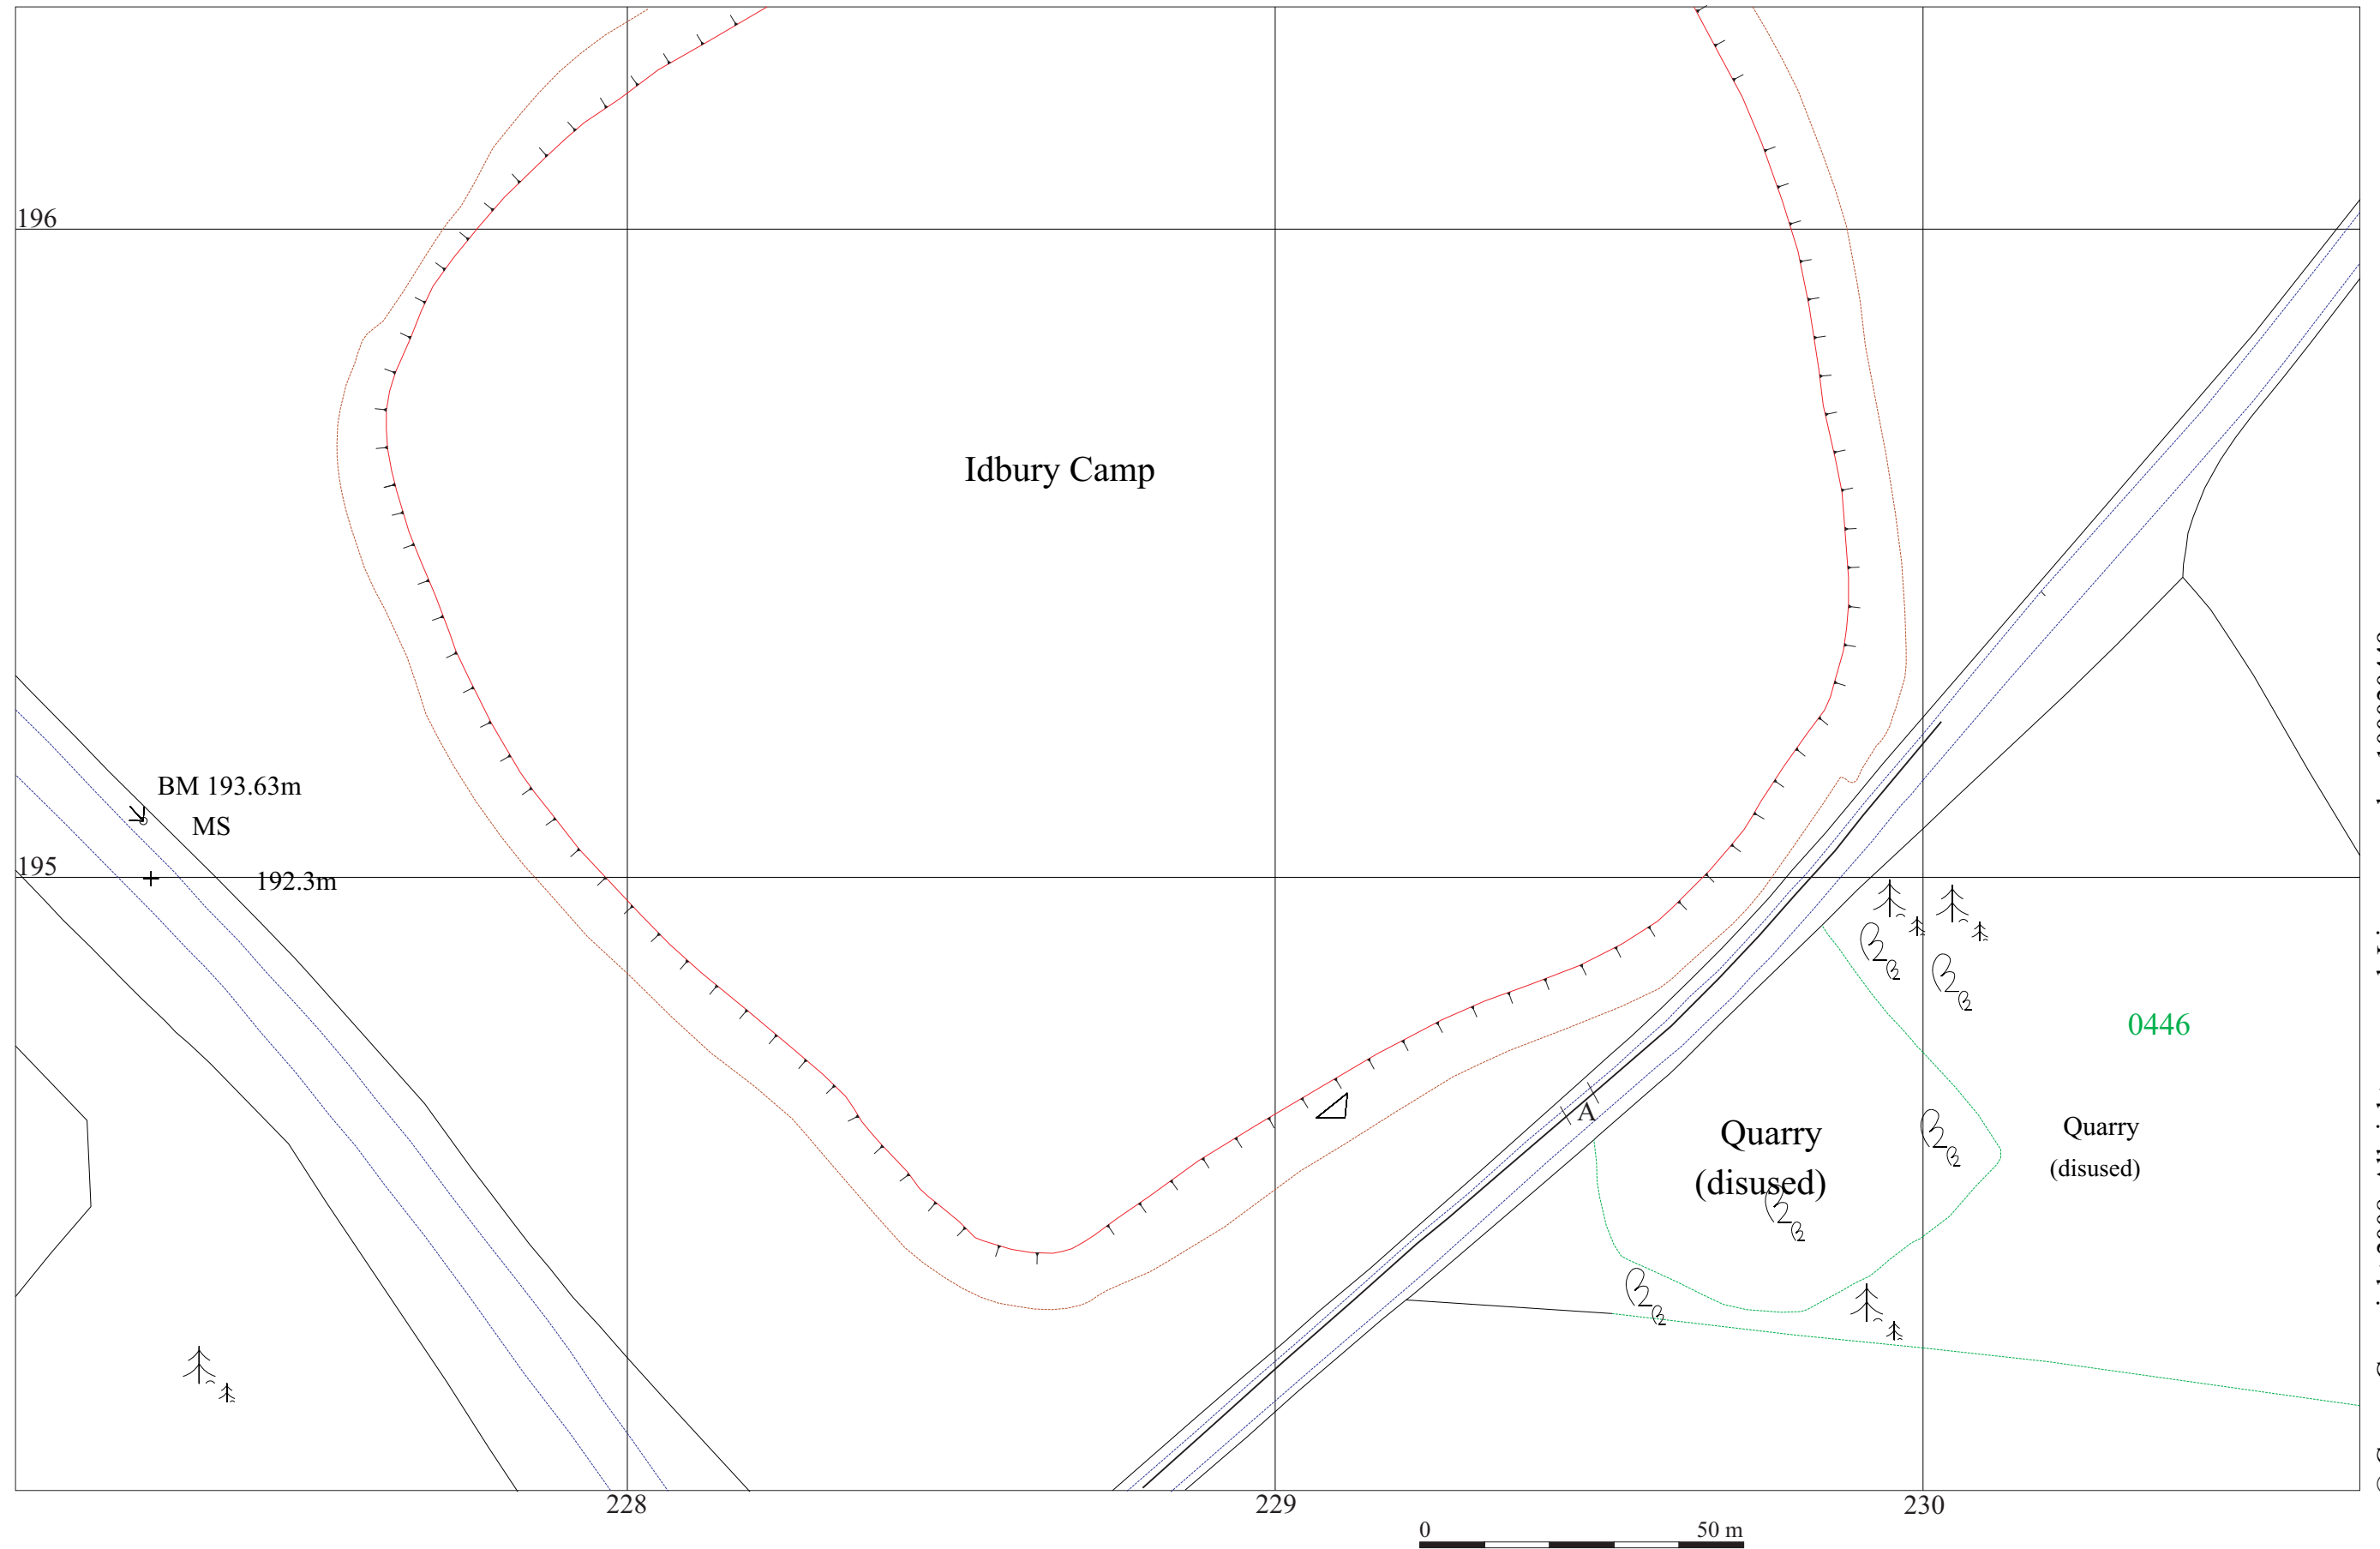 196
Idbury Camp
BM 193.63m
MS
195
192.3m
0446
A
Quarry
(disused)
Quarry
(disused)
228
229
230
0
50 m